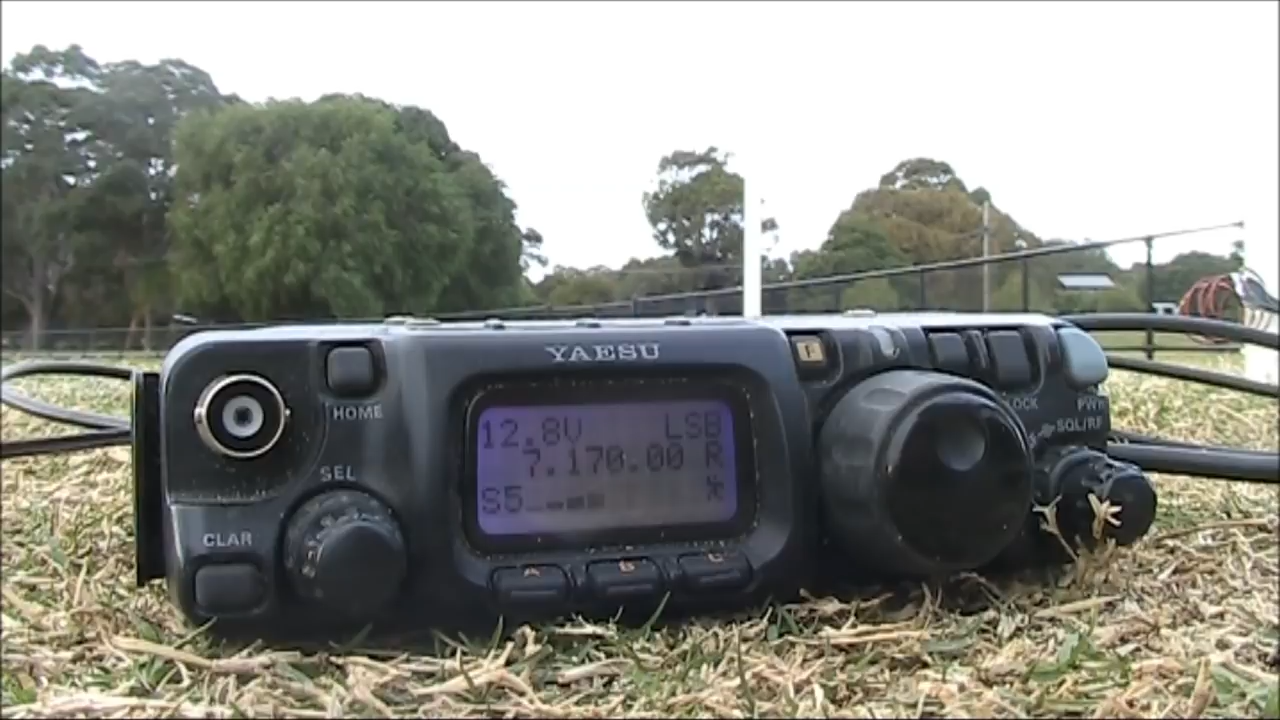 YAESU
F
HOME
12.8V LSB
7.170.00 R
S5
SEL
CLAR
LOCK
PWR
SQL/RF
A B C